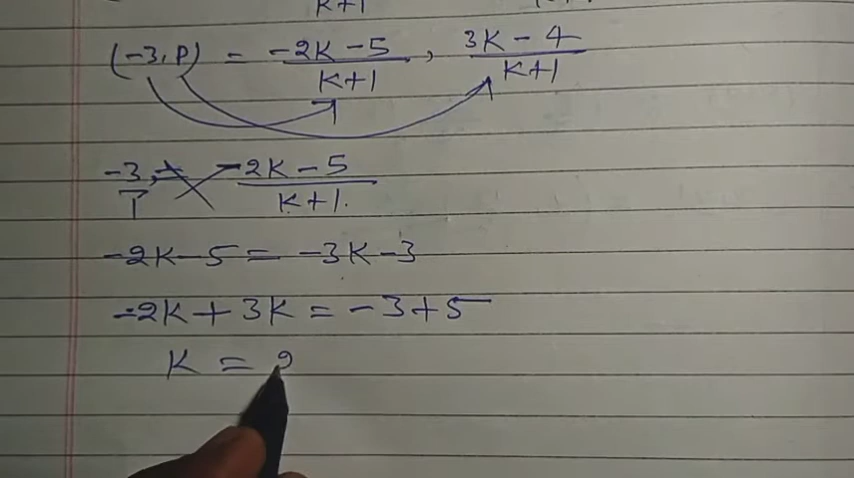 K+1
(-3, P) = -2K - 5 / K+1 , 3K - 4 / K+1
-3 / 1 = -2K - 5 / K+1.
-2K - 5 = -3K - 3
-2K + 3K = -3 + 5
K =